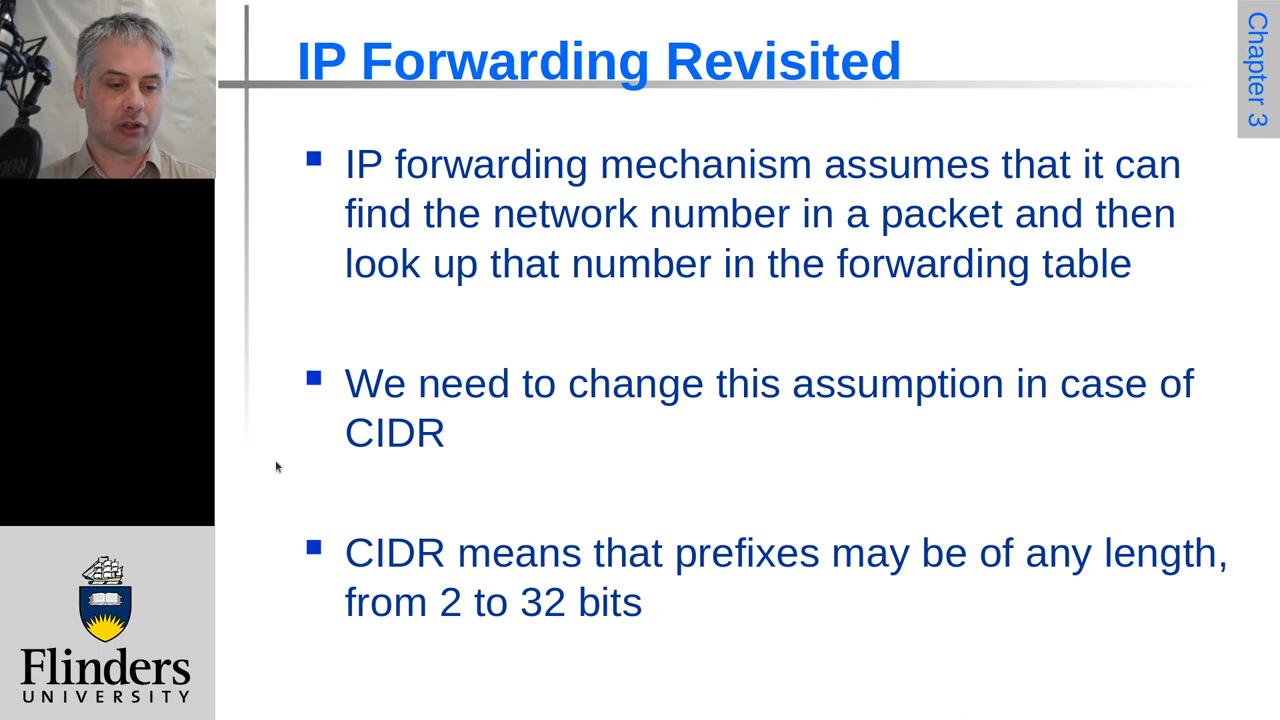 IP Forwarding Revisited
Chapter 3
IP forwarding mechanism assumes that it can
find the network number in a packet and then
look up that number in the forwarding table
We need to change this assumption in case of
CIDR
CIDR means that prefixes may be of any length,
from 2 to 32 bits
Flinders
UNIVERSITY